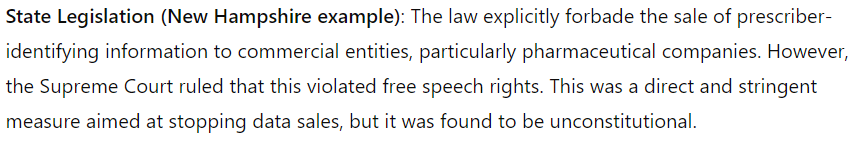 State Legislation (New Hampshire example): The law explicitly forbade the sale of prescriber-
identifying information to commercial entities, particularly pharmaceutical companies. However,
the Supreme Court ruled that this violated free speech rights. This was a direct and stringent
measure aimed at stopping data sales, but it was found to be unconstitutional.